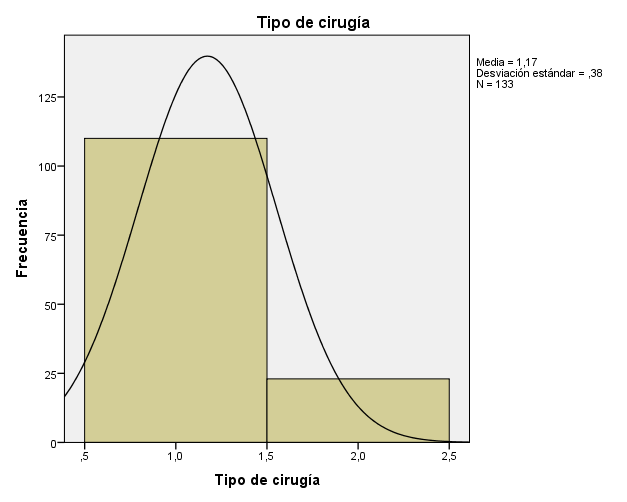 Tipo de cirugía
Media = 1,17
Desviación estándar = ,38
N = 133
Frecuencia
125
100
75
50
25
0
,5
1,0
1,5
2,0
2,5
Tipo de cirugía